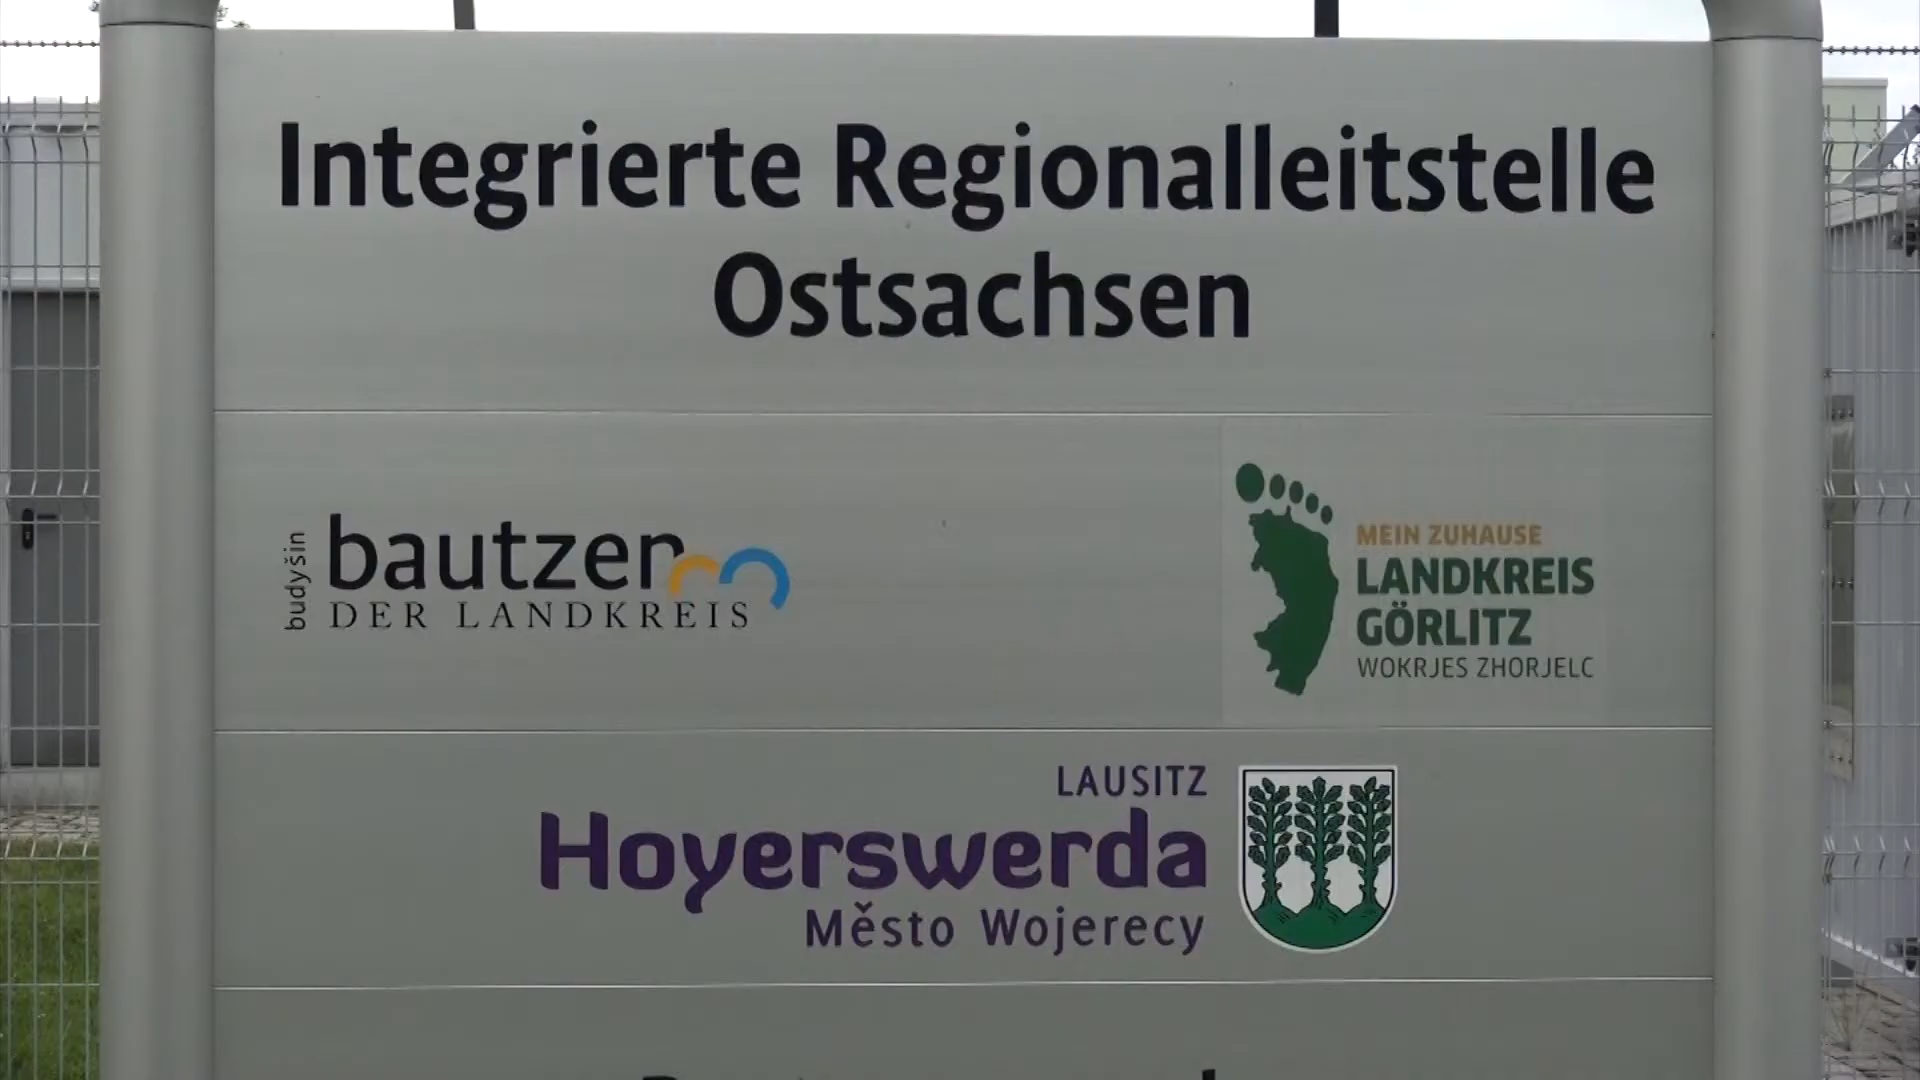 Integrierte Regionalleitstelle
Ostsachsen
budyšin
bautzen
DER LANDKREIS
MEIN ZUHAUSE
LANDKREIS
GÖRLITZ
WOKRJES ZHORJELC
LAUSITZ
Hoyerswerda
Město Wojerecy